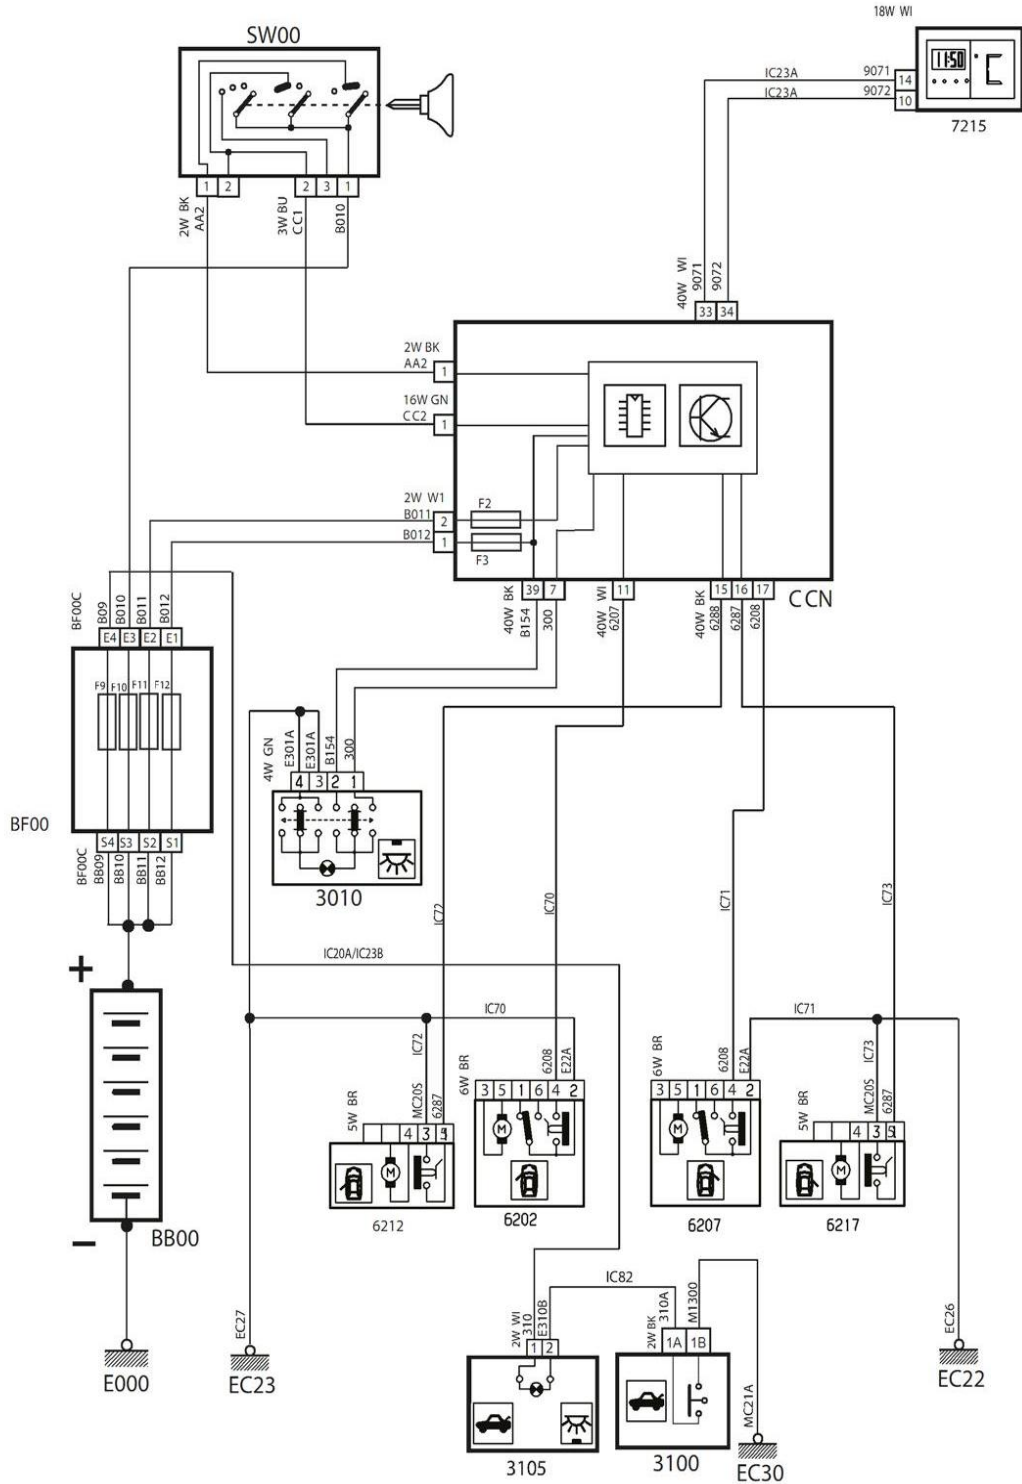 18W WI
SW00
11:50
IC23A
9071
14
IC23A
9072
10
7215
1
2
2
3
1
2W BK
AA2
3W BU
CC1
B010
40W WI
9071
9072
33
34
2W BK
AA2
1
16W GN
CC2
1
2W W1
B011
2
F2
B012
1
F3
39
7
11
15
16
17
CCN
40W BK
B154
300
40W WI
6207
40W BK
6288
6287
6208
BF00C
B09
B010
B011
B012
E4
E3
E2
E1
F9
F10
F11
F12
BF00
S4
S3
S2
S1
BF00C
BB09
BB10
BB11
BB12
4W GN
E301A
E301A
B154
300
4
3
2
1
3010
IC72
IC70
IC71
IC73
IC20A/IC23B
+
IC70
IC71
IC72
IC73
6W BR
6208
E22A
6W BR
6208
E22A
3
5
1
6
4
2
3
5
1
6
4
2
5W BR
MC20S
6287
5W BR
MC20S
6287
4
3
5
4
3
5
M
M
M
M
6212
6202
6207
6217
BB00
−
IC82
2W WI
310
E310B
2W BK
310A
M1300
1
2
1A
1B
EC27
EC26
E000
EC23
EC22
MC21A
3105
3100
EC30